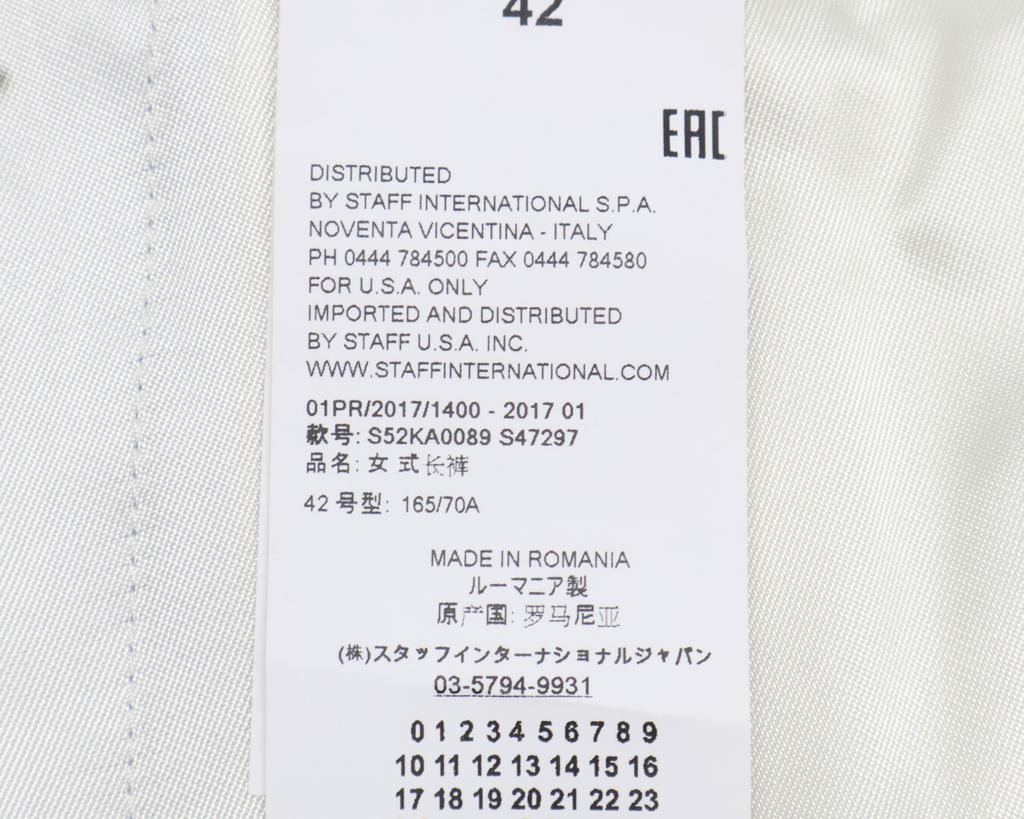 42
EAC
DISTRIBUTED
BY STAFF INTERNATIONAL S.P.A.
NOVENTA VICENTINA - ITALY
PH 0444 784500 FAX 0444 784580
FOR U.S.A. ONLY
IMPORTED AND DISTRIBUTED
BY STAFF U.S.A. INC.
WWW.STAFFINTERNATIONAL.COM
01PR/2017/1400 - 2017 01
款号: S52KA0089 S47297
品名: 女 式长裤
42 号型: 165/70A
MADE IN ROMANIA
ルーマニア製
原产国: 罗马尼亚
(株)スタッフインターナショナルジャパン
03-5794-9931
0 1 2 3 4 5 6 7 8 9
10 11 12 13 14 15 16
17 18 19 20 21 22 23